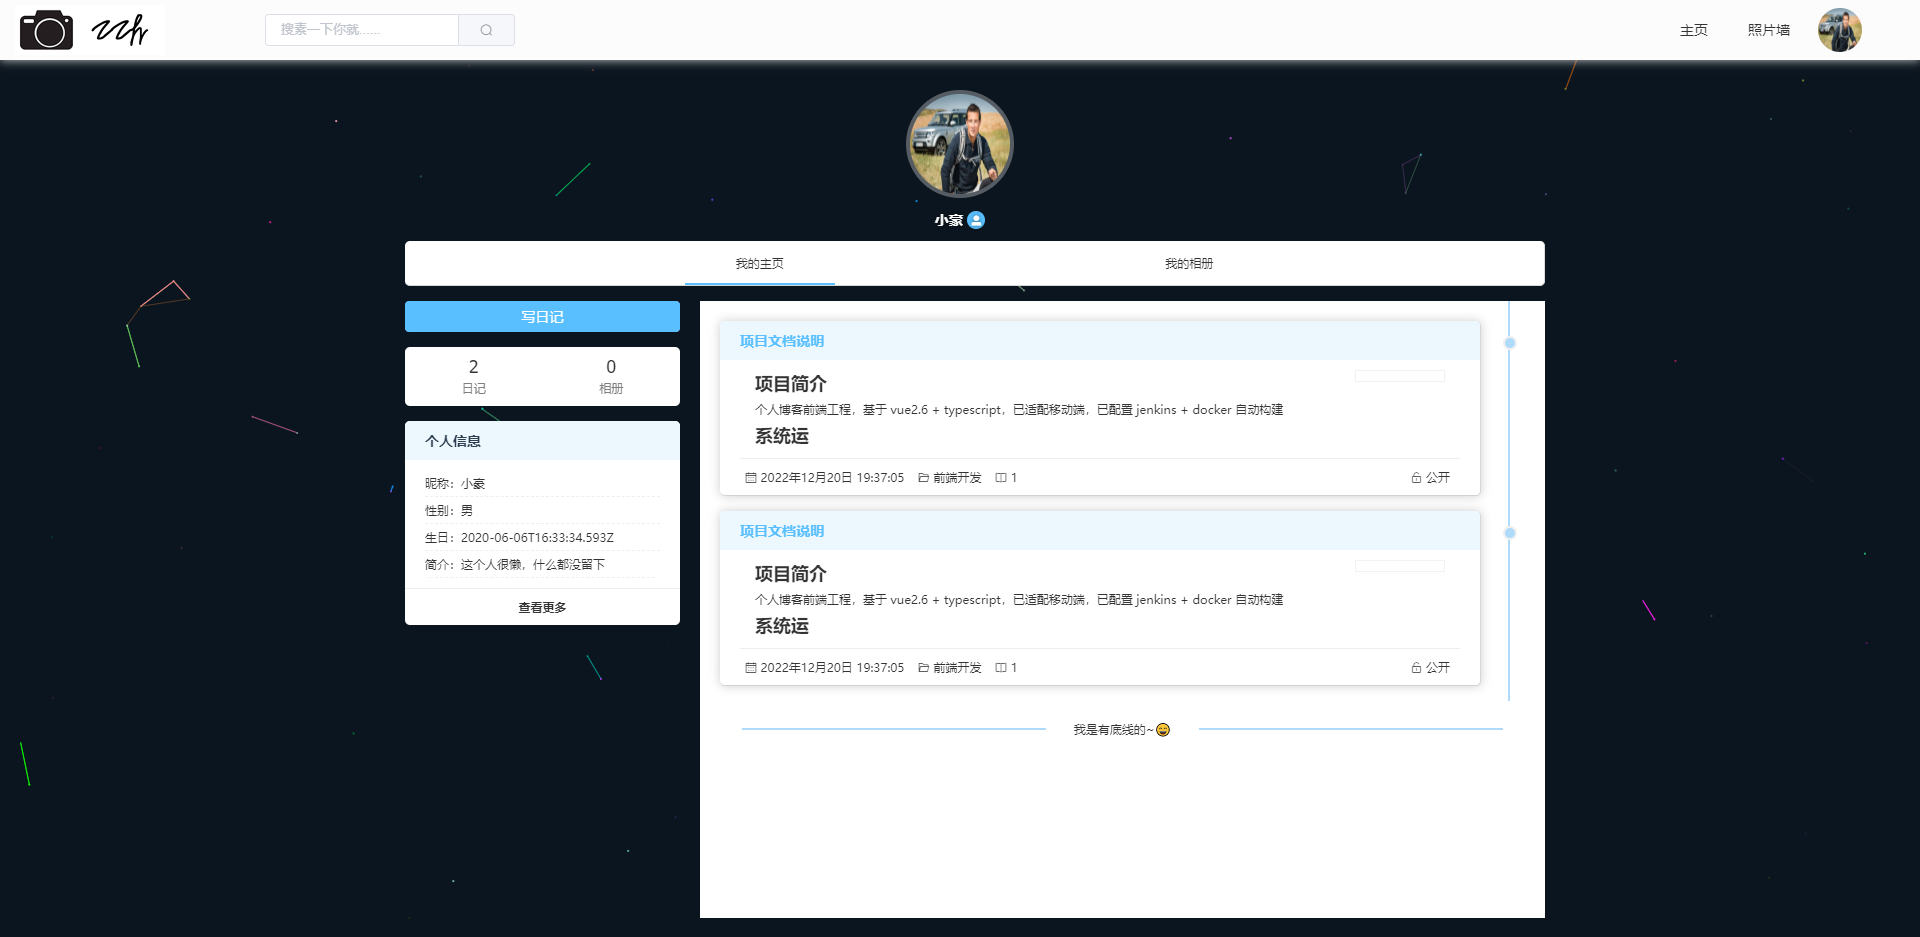 搜素一下你就......
主页
照片墙
小豪
我的主页
我的相册
写日记
2
日记
0
相册
个人信息
昵称：小豪
性别：男
生日：2020-06-06T16:33:34.593Z
简介：这个人很懒，什么都没留下
查看更多
项目文档说明
项目简介
个人博客前端工程，基于 vue2.6 + typescript，已适配移动端，已配置 jenkins + docker 自动构建
系统运
2022年12月20日 19:37:05 前端开发 1 公开
项目文档说明
项目简介
个人博客前端工程，基于 vue2.6 + typescript，已适配移动端，已配置 jenkins + docker 自动构建
系统运
2022年12月20日 19:37:05 前端开发 1 公开
我是有底线的~😄